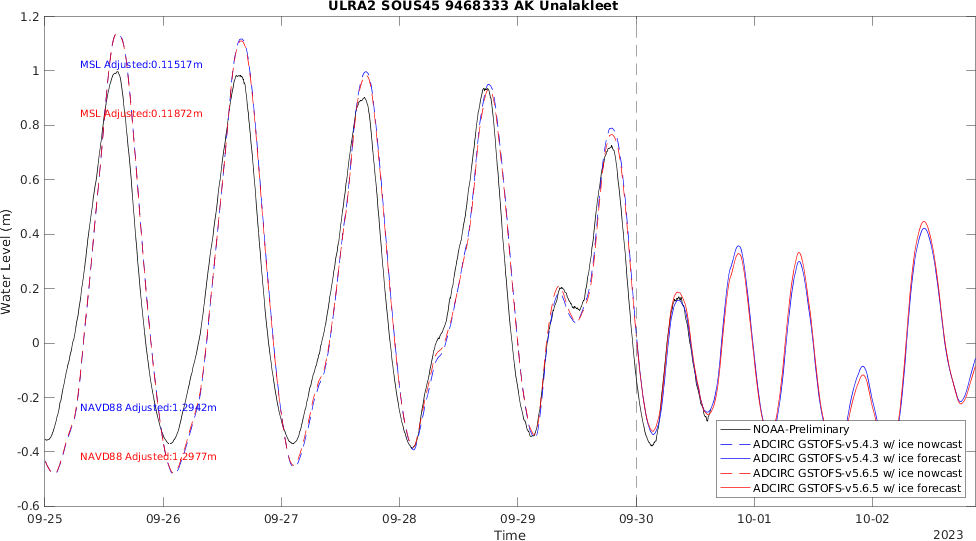 ULRA2 SOUS45 9468333 AK Unalakleet
1.2
1
0.8
0.6
0.4
0.2
0
-0.2
-0.4
-0.6
Water Level (m)
MSL Adjusted:0.11517m
MSL Adjusted:0.11872m
NAVD88 Adjusted:1.2942m
NAVD88 Adjusted:1.2977m
NOAA-Preliminary
ADCIRC GSTOFS-v5.4.3 w/ ice nowcast
ADCIRC GSTOFS-v5.4.3 w/ ice forecast
ADCIRC GSTOFS-v5.6.5 w/ ice nowcast
ADCIRC GSTOFS-v5.6.5 w/ ice forecast
09-25 09-26 09-27 09-28 09-29 09-30 10-01 10-02
Time
2023